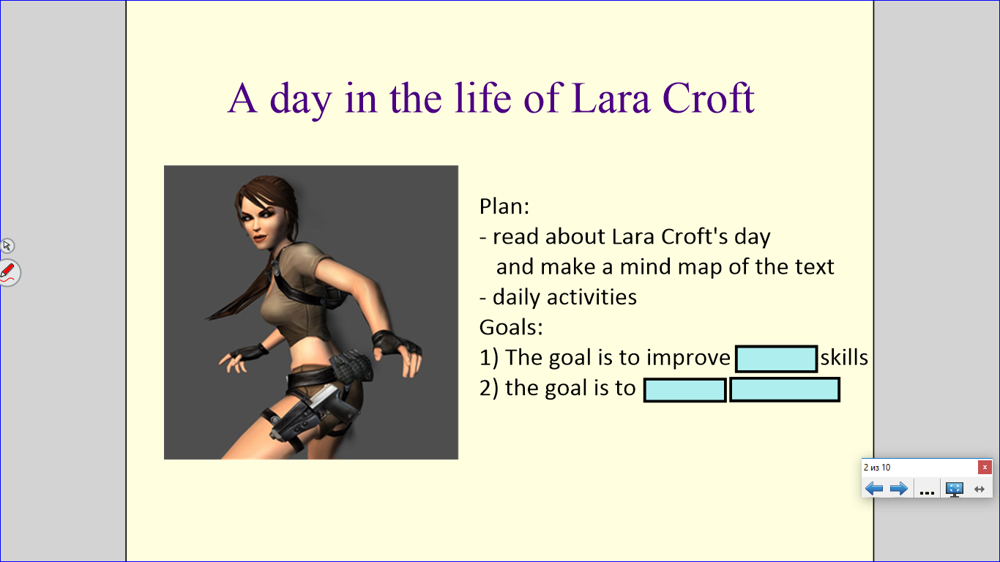 A day in the life of Lara Croft
Plan:
- read about Lara Croft's day
and make a mind map of the text
- daily activities
Goals:
1) The goal is to improve skills
2) the goal is to
2 из 10